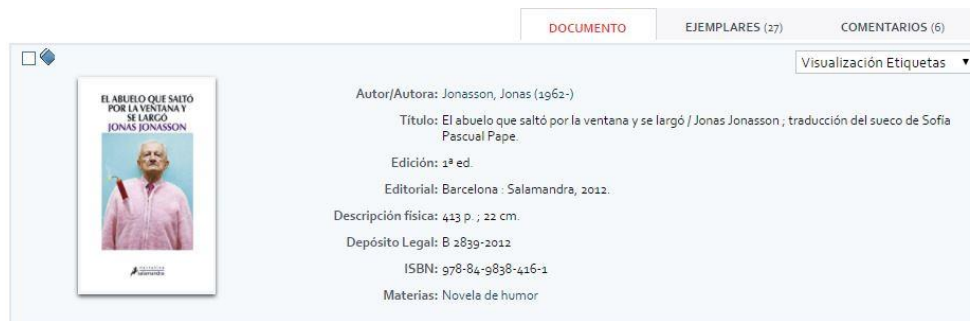 DOCUMENTO EJEMPLARES (27) COMENTARIOS (6)
Visualización Etiquetas
EL ABUELO QUE SALTÓ
POR LA VENTANA Y
SE LARGÓ
JONAS JONASSON
narrativa
salamandra
Autor/Autora: Jonasson, Jonas (1962-)
Título: El abuelo que saltó por la ventana y se largó / Jonas Jonasson ; traducción del sueco de Sofía
Pascual Pape.
Edición: 1ª ed.
Editorial: Barcelona : Salamandra, 2012.
Descripción física: 413 p. ; 22 cm.
Depósito Legal: B 2839-2012
ISBN: 978-84-9838-416-1
Materias: Novela de humor